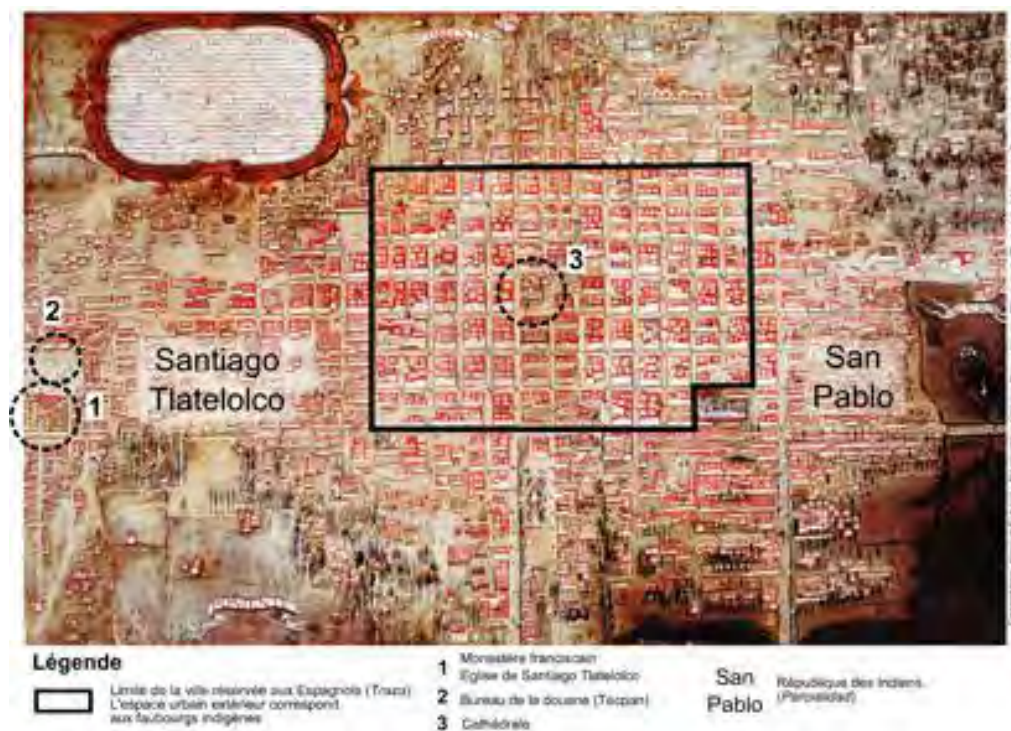 3
2
Santiago
Tlatelolco
San
Pablo
1
Légende
Limite de la ville réservée aux Espagnols (Traza)
L'espace urbain extérieur correspond
aux faubourgs indigènes
1 Monastère franciscain
Eglise de Santiago Tlatelolco
2 Bureau de la douane (Tecpan)
3 Cathédrale
San
Pablo
République des Indiens
(Parcialidad)